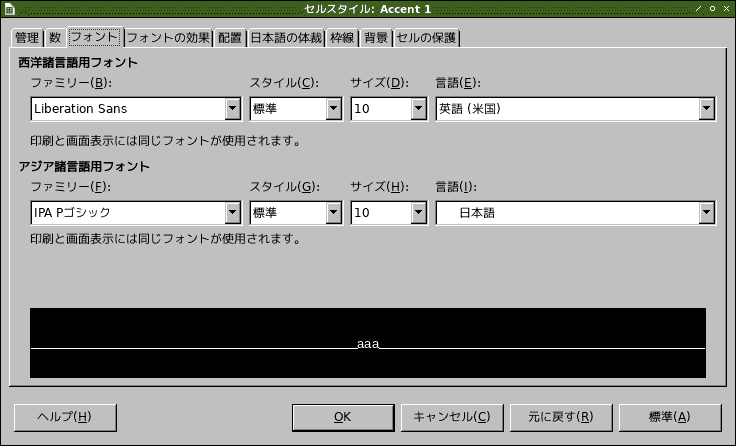 セルスタイル: Accent 1
管理 数 フォント フォントの効果 配置 日本語の体裁 枠線 背景 セルの保護
西洋諸言語用フォント
ファミリー(B): スタイル(C): サイズ(D): 言語(E):
Liberation Sans 標準 10 英語 (米国)
印刷と画面表示には同じフォントが使用されます。
アジア諸言語用フォント
ファミリー(F): スタイル(G): サイズ(H): 言語(I):
IPA Pゴシック 標準 10 日本語
印刷と画面表示には同じフォントが使用されます。
aaa
ヘルプ(H) OK キャンセル(C) 元に戻す(R) 標準(A)